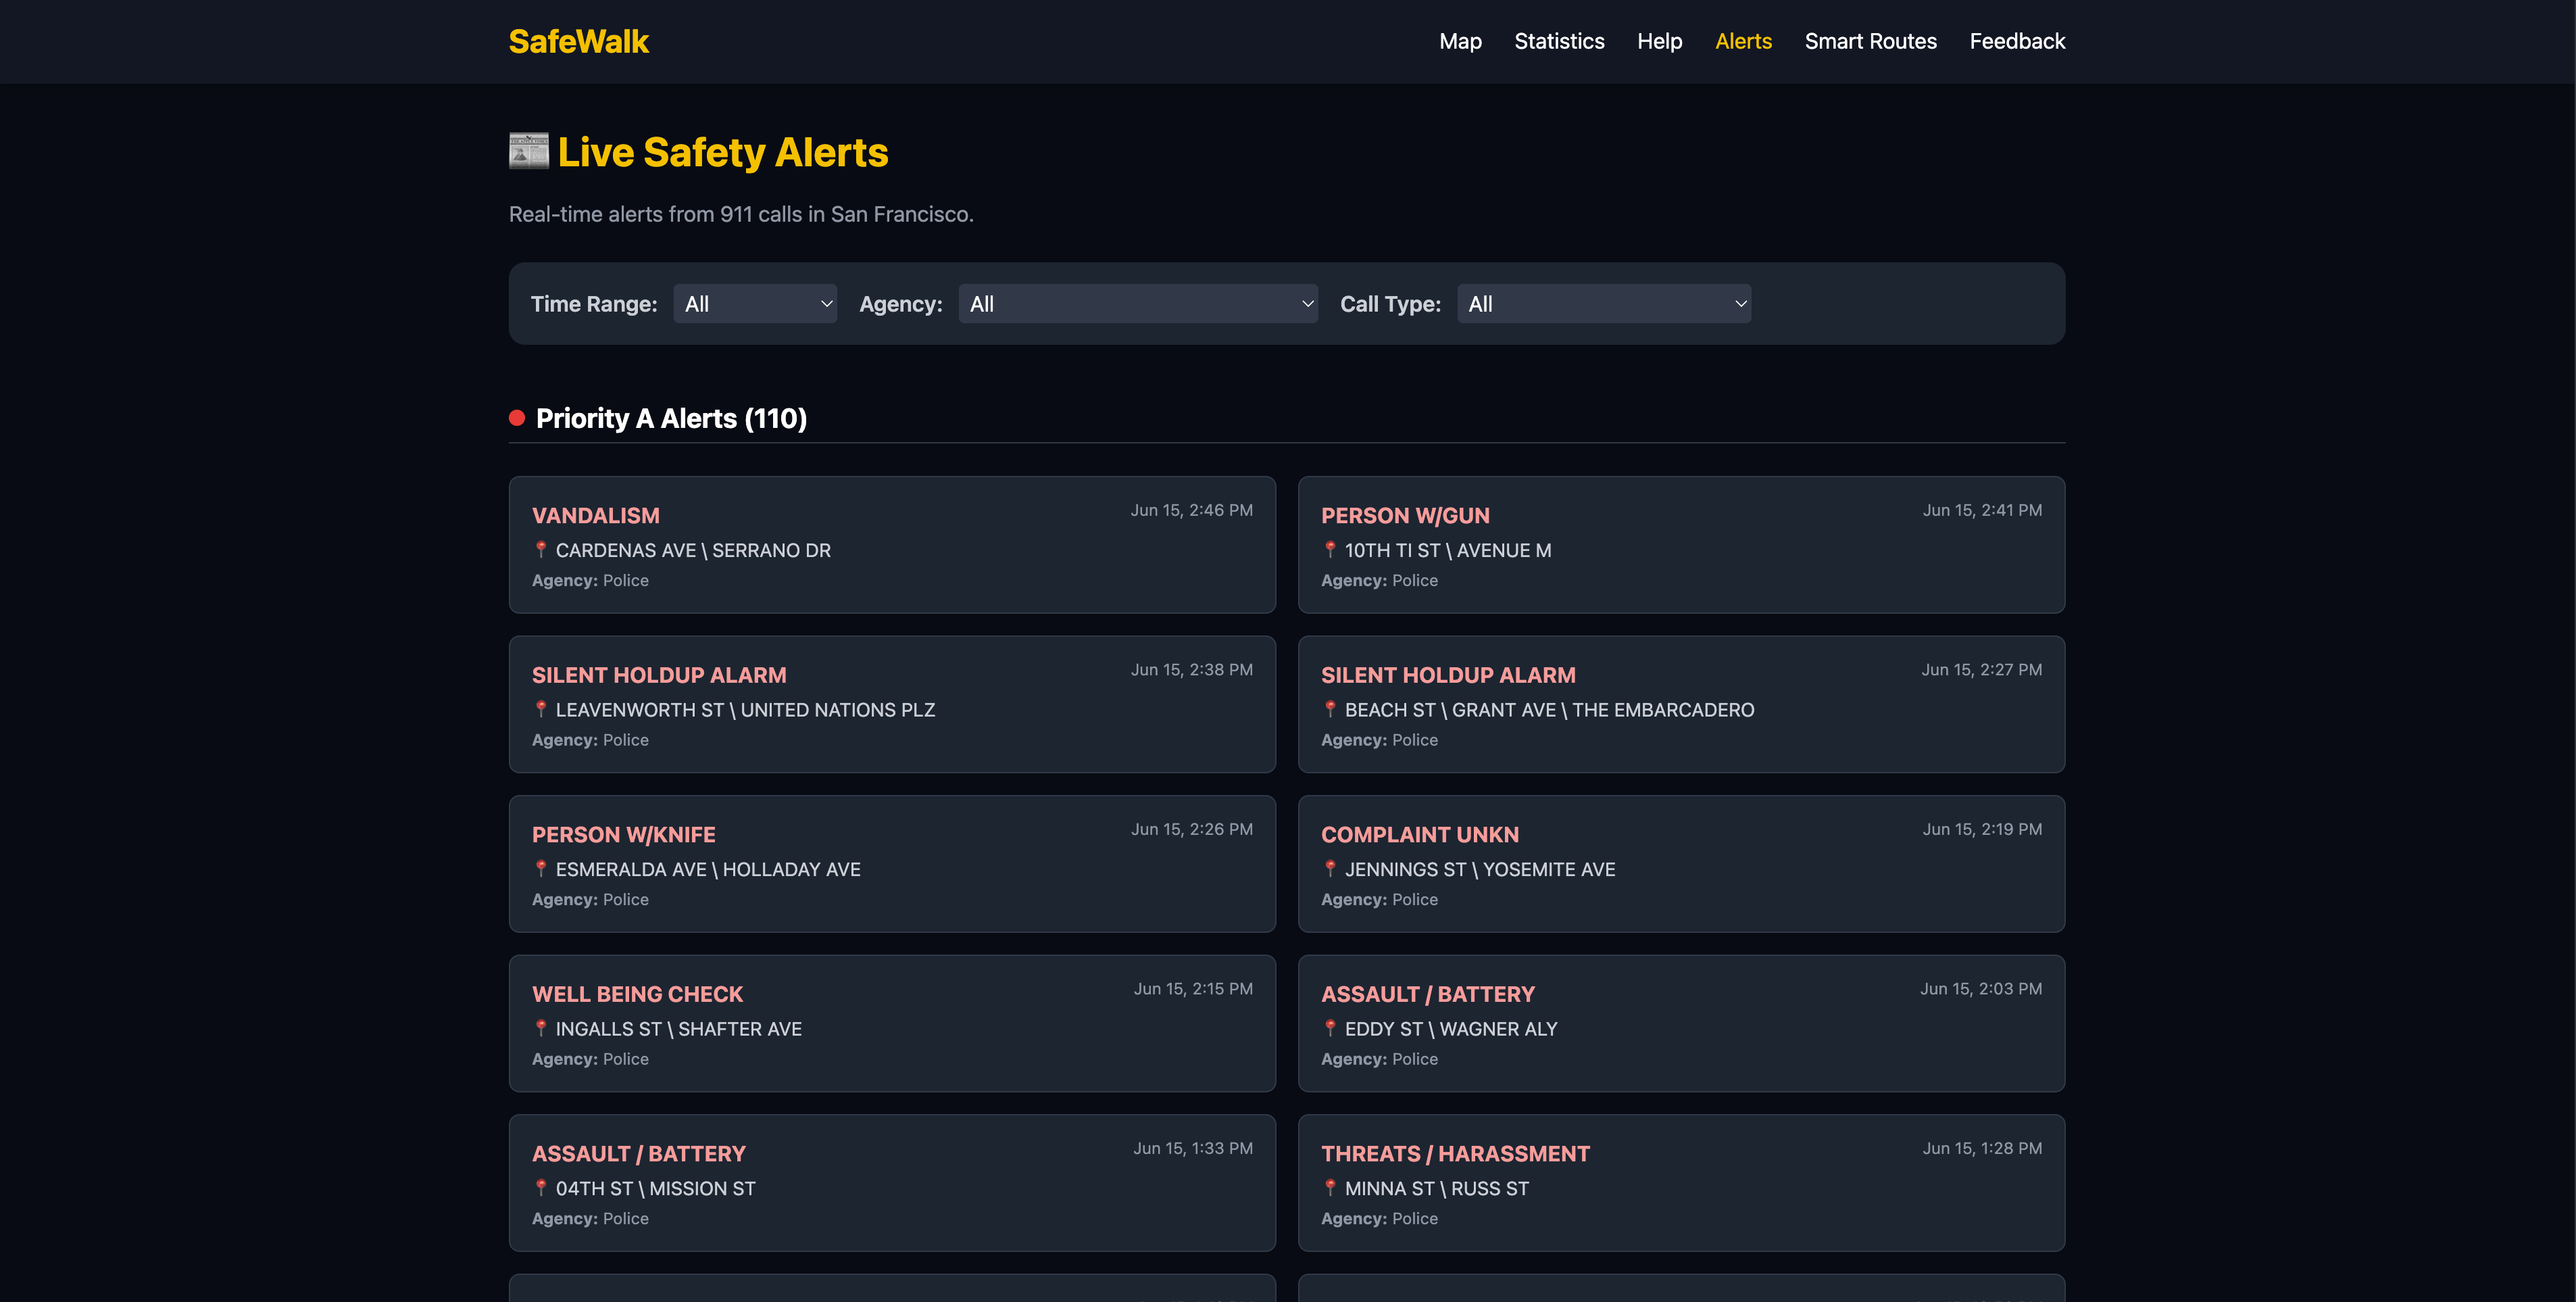 SafeWalk
Map Statistics Help Alerts Smart Routes Feedback
Live Safety Alerts
Real-time alerts from 911 calls in San Francisco.
Time Range: All Agency: All Call Type: All
Priority A Alerts (110)
VANDALISM Jun 15, 2:46 PM
CARDENAS AVE \ SERRANO DR
Agency: Police
PERSON W/GUN Jun 15, 2:41 PM
10TH TI ST \ AVENUE M
Agency: Police
SILENT HOLDUP ALARM Jun 15, 2:38 PM
LEAVENWORTH ST \ UNITED NATIONS PLZ
Agency: Police
SILENT HOLDUP ALARM Jun 15, 2:27 PM
BEACH ST \ GRANT AVE \ THE EMBARCADERO
Agency: Police
PERSON W/KNIFE Jun 15, 2:26 PM
ESMERALDA AVE \ HOLLADAY AVE
Agency: Police
COMPLAINT UNKN Jun 15, 2:19 PM
JENNINGS ST \ YOSEMITE AVE
Agency: Police
WELL BEING CHECK Jun 15, 2:15 PM
INGALLS ST \ SHAFTER AVE
Agency: Police
ASSAULT / BATTERY Jun 15, 2:03 PM
EDDY ST \ WAGNER ALY
Agency: Police
ASSAULT / BATTERY Jun 15, 1:33 PM
04TH ST \ MISSION ST
Agency: Police
THREATS / HARASSMENT Jun 15, 1:28 PM
MINNA ST \ RUSS ST
Agency: Police